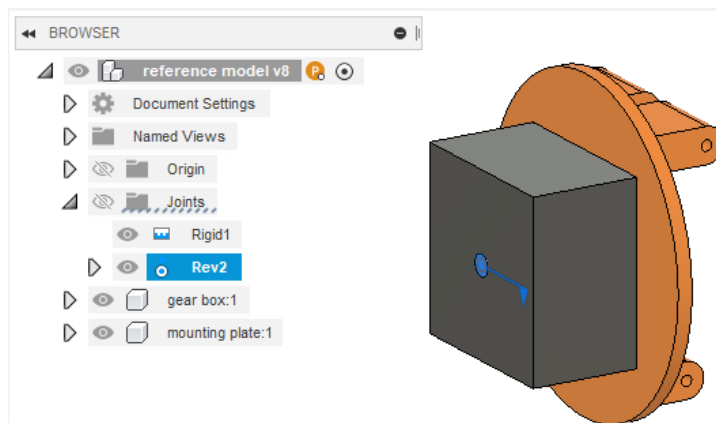 BROWSER
reference model v8 P
Document Settings
Named Views
Origin
Joints
Rigid1
Rev2
gear box:1
mounting plate:1